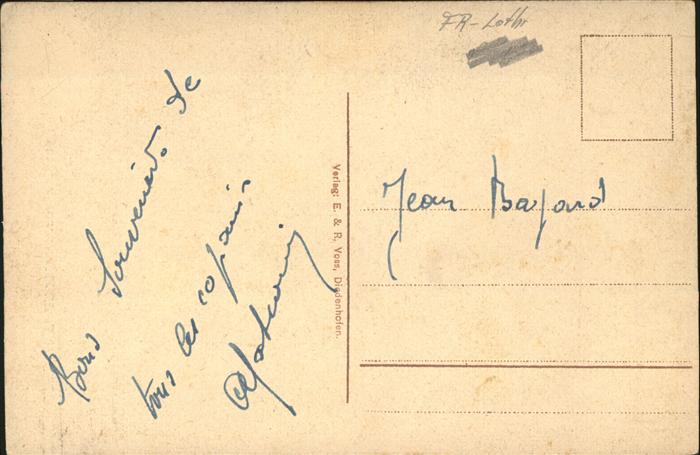 FR-Lothr
Bons Souvenirs de
tous les copains
Verlag: E. & R. Voss, Diedenhofen.
Jean Bayard